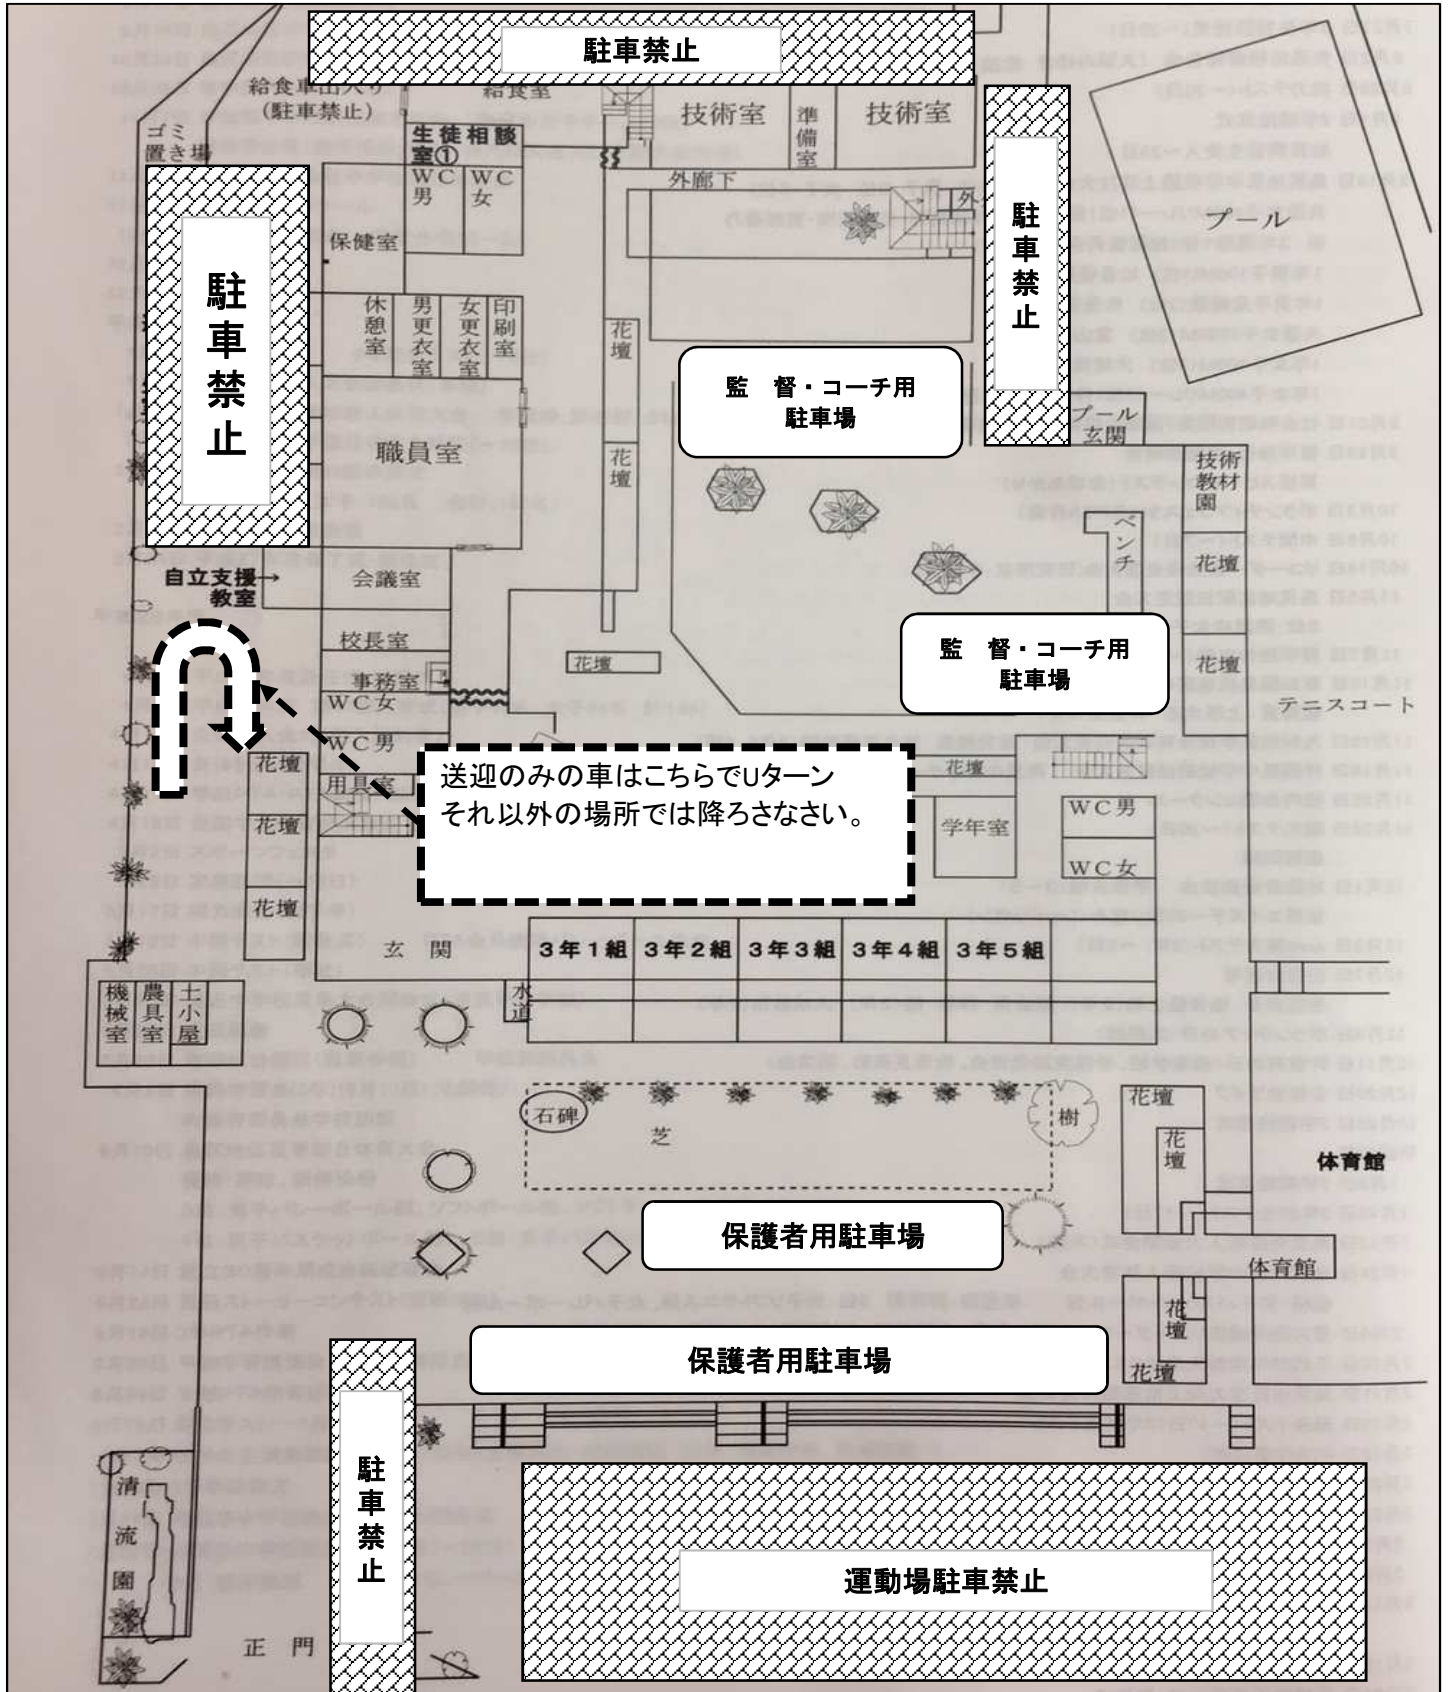 駐車禁止
給食車出入り
(駐車禁止)
給食室
技術室
準備室
技術室
ゴミ
置き場
生徒相談
室①
WC
男
WC
女
外廊下
外
駐車禁止
プール
保健室
駐車禁止
休憩室
男更衣室
女更衣室
印刷室
花壇
監 督・コーチ用
駐車場
プール
玄関
職員室
花壇
技術
教材
園
ベンチ
花壇
自立支援→
教室
会議室
校長室
花壇
監 督・コーチ用
駐車場
花壇
事務室
WC女
テニスコート
WC男
花壇
用具室
送迎のみの車はこちらでUターン
それ以外の場所では降ろさなさい。
花壇
花壇
学年室
WC男
WC女
花壇
玄 関
3年1組
3年2組
3年3組
3年4組
3年5組
機械室
農具室
土小屋
水道
石碑
芝
樹
花壇
花壇
体育館
保護者用駐車場
体育館
花壇
保護者用駐車場
花壇
駐車禁止
清流園
運動場駐車禁止
正 門